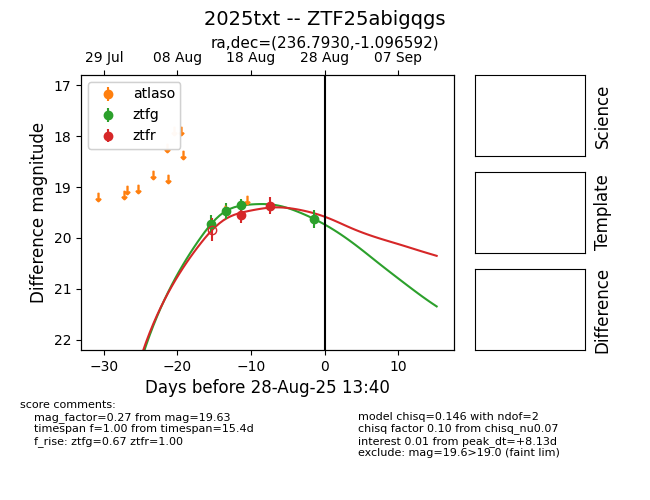 2025txt -- ZTF25abigqgs
ra,dec=(236.7930,-1.096592)
29 Jul 08 Aug 18 Aug 28 Aug 07 Sep
atlaso
ztfg
ztfr
17
18
19
20
21
22
Difference magnitude
−30 −20 −10 0 10
Days before 28-Aug-25 13:40
Science
Template
Difference
score comments:
mag_factor=0.27 from mag=19.63
timespan f=1.00 from timespan=15.4d
f_rise: ztfg=0.67 ztfr=1.00
model chisq=0.146 with ndof=2
chisq factor 0.10 from chisq_nu0.07
interest 0.01 from peak_dt=+8.13d
exclude: mag=19.6>19.0 (faint lim)